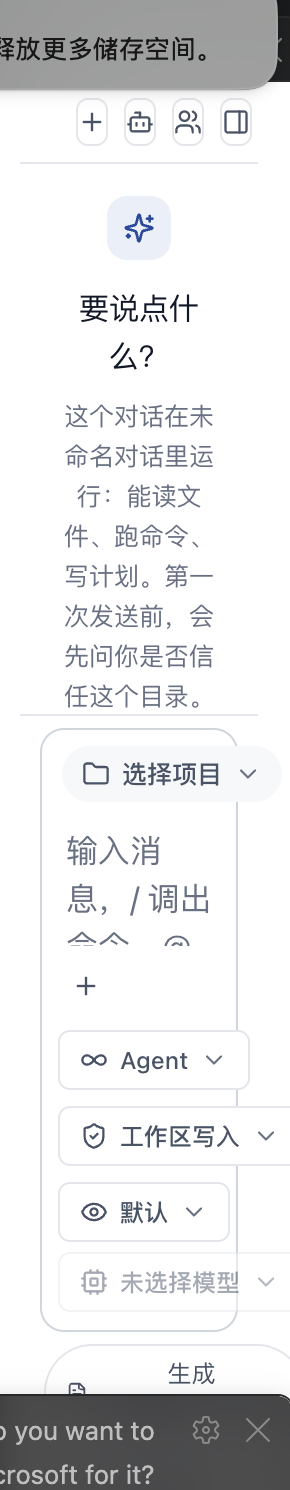 释放更多储存空间。
要说点什
么？
这个对话在未
命名对话里运
行：能读文
件、跑命令、
写计划。第一
次发送前，会
先问你是否信
任这个目录。
选择项目
输入消
息，/ 调出
命令，@
Agent
工作区写入
默认
未选择模型
生成
you want to
crosoft for it?